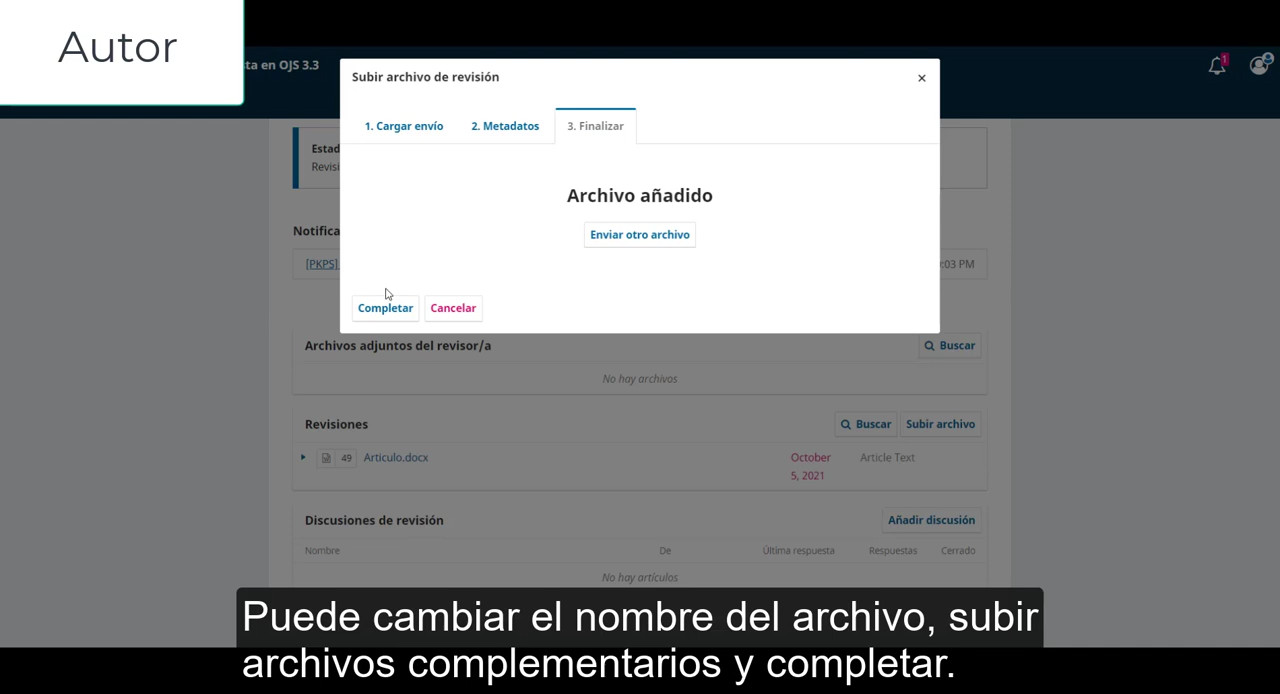 Autor
ta en OJS 3.3
1
Subir archivo de revisión
×
1. Cargar envío 2. Metadatos 3. Finalizar
Estad
Revisi
Archivo añadido
Enviar otro archivo
Notifica
[PKPS] :03 PM
Completar Cancelar
Archivos adjuntos del revisor/a Buscar
No hay archivos
Revisiones Buscar Subir archivo
49 Articulo.docx October Article Text
5, 2021
Discusiones de revisión Añadir discusión
Nombre De Última respuesta Respuestas Cerrado
No hay artículos
Puede cambiar el nombre del archivo, subir
archivos complementarios y completar.